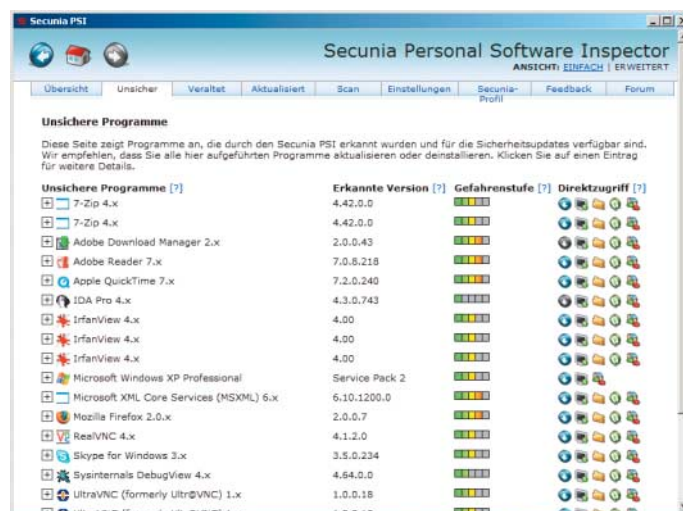 Secunia PSI
Secunia Personal Software Inspector
ANSICHT: EINFACH | ERWEITERT
Übersicht Unsicher Veraltet Aktualisiert Scan Einstellungen Secunia-Profil Feedback Forum
Unsichere Programme
Diese Seite zeigt Programme an, die durch den Secunia PSI erkannt wurden und für die Sicherheitsupdates verfügbar sind.
Wir empfehlen, dass Sie alle hier aufgeführten Programme aktualisieren oder deinstallieren. Klicken Sie auf einen Eintrag
für weitere Details.
Unsichere Programme [?] Erkannte Version [?] Gefahrenstufe [?] Direktzugriff [?]
7-Zip 4.x 4.42.0.0
7-Zip 4.x 4.42.0.0
Adobe Download Manager 2.x 2.0.0.43
Adobe Reader 7.x 7.0.8.218
Apple QuickTime 7.x 7.2.0.240
IDA Pro 4.x 4.3.0.743
IrfanView 4.x 4.00
IrfanView 4.x 4.00
IrfanView 4.x 4.00
Microsoft Windows XP Professional Service Pack 2
Microsoft XML Core Services (MSXML) 6.x 6.10.1200.0
Mozilla Firefox 2.0.x 2.0.0.7
RealVNC 4.x 4.1.2.0
Skype for Windows 3.x 3.5.0.234
Sysinternals DebugView 4.x 4.64.0.0
UltraVNC (formerly Ultr@VNC) 1.x 1.0.0.18